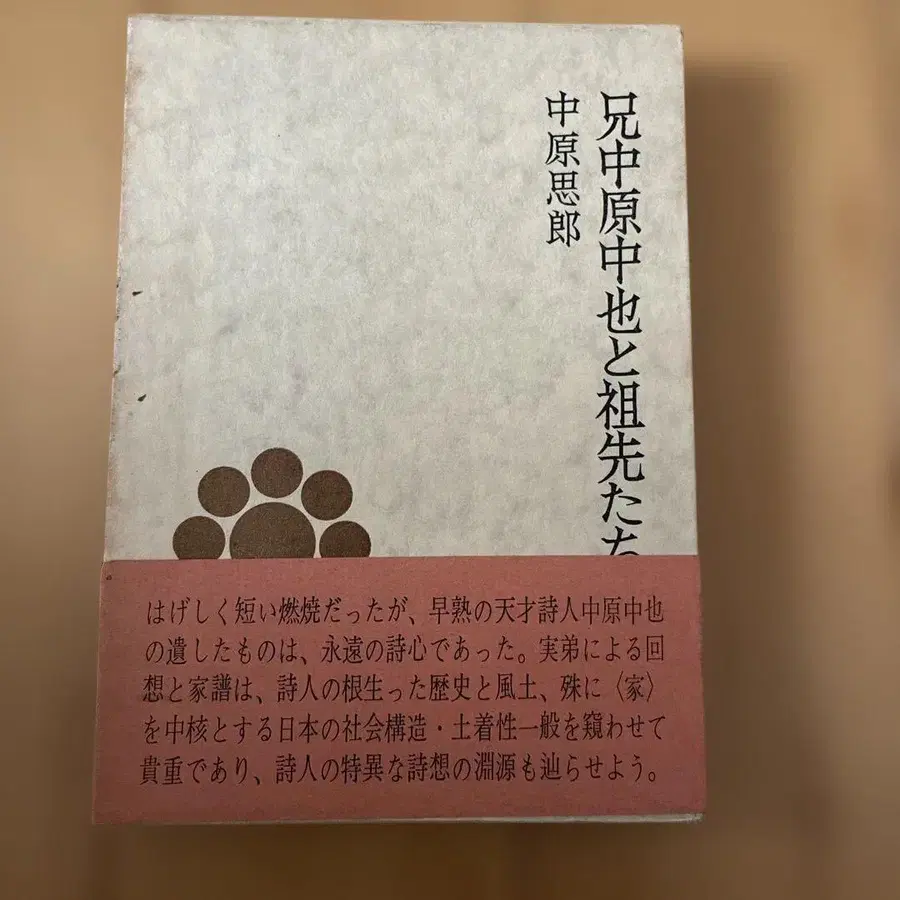 兄中原中也と祖先たち
中原思郎
はげしく短い燃焼だったが、早熟の天才詩人中原中也
の遺したものは、永遠の詩心であった。実弟による回
想と家譜は、詩人の根生った歴史と風土、殊に〈家〉
を中核とする日本の社会構造・土着性一般を窺わせて
貴重であり、詩人の特異な詩想の淵源も辿らせよう。